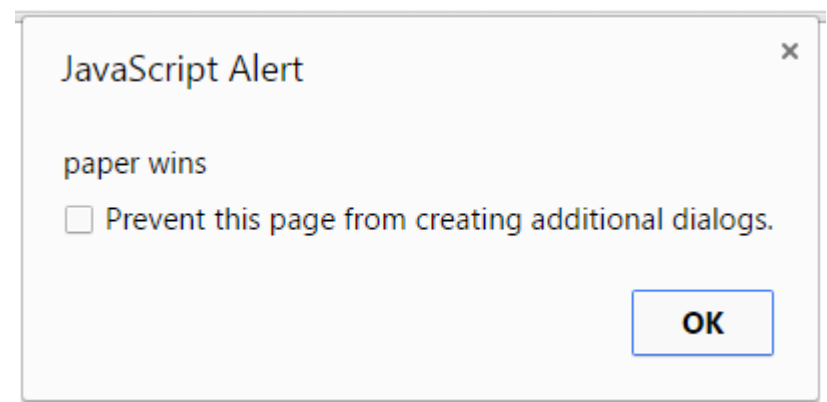 JavaScript Alert
paper wins
Prevent this page from creating additional dialogs.
OK